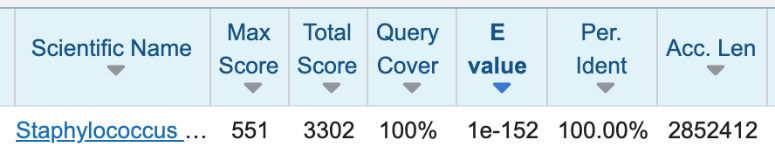 Scientific Name Max Score Total Score Query Cover E value Per. Ident Acc. Len
Staphylococcus ... 551 3302 100% 1e-152 100.00% 2852412